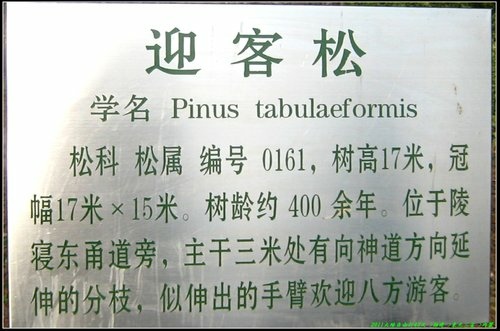 迎客松
学名 Pinus tabulaeformis
松科 松属 编号 0161，树高17米，冠
幅17米×15米。树龄约 400 余年。位于陵
寝东甬道旁，主干三米处有向神道方向延
伸的分枝，似伸出的手臂欢迎八方游客。